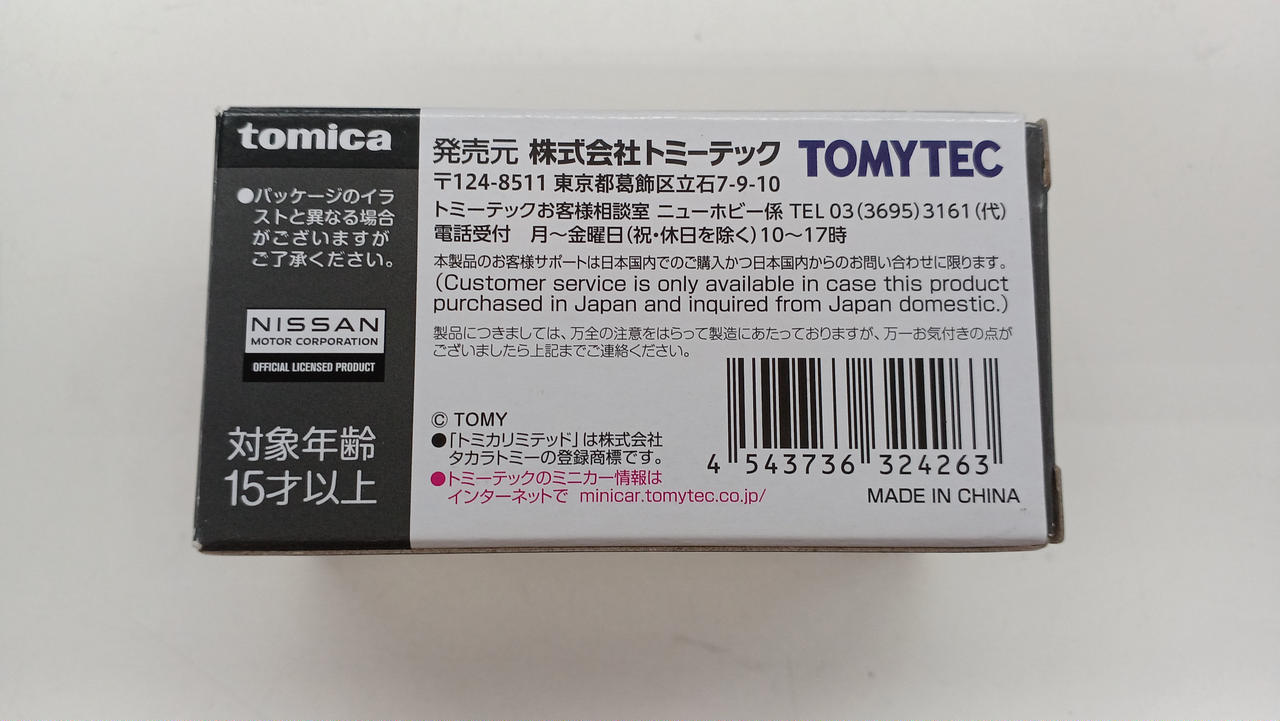 tomica
●パッケージのイラ
ストと異なる場合
がございますが
ご了承ください。
NISSAN
MOTOR CORPORATION
OFFICIAL LICENSED PRODUCT
対象年齢
15才以上
発売元 株式会社トミーテック TOMYTEC
〒124-8511 東京都葛飾区立石7-9-10
トミーテックお客様相談室 ニューホビー係 TEL 03(3695)3161(代)
電話受付 月〜金曜日(祝・休日を除く)10〜17時
本製品のお客様サポートは日本国内でのご購入かつ日本国内からのお問い合わせに限ります。
(Customer service is only available in case this product
purchased in Japan and inquired from Japan domestic.)
製品につきましては、万全の注意をはらって製造にあたっておりますが、万一お気付きの点が
ございましたら上記までご連絡ください。
© TOMY
●「トミカリミテッド」は株式会社
タカラトミーの登録商標です。
●トミーテックのミニカー情報は
インターネットで minicar.tomytec.co.jp/
4 543736 324263
MADE IN CHINA